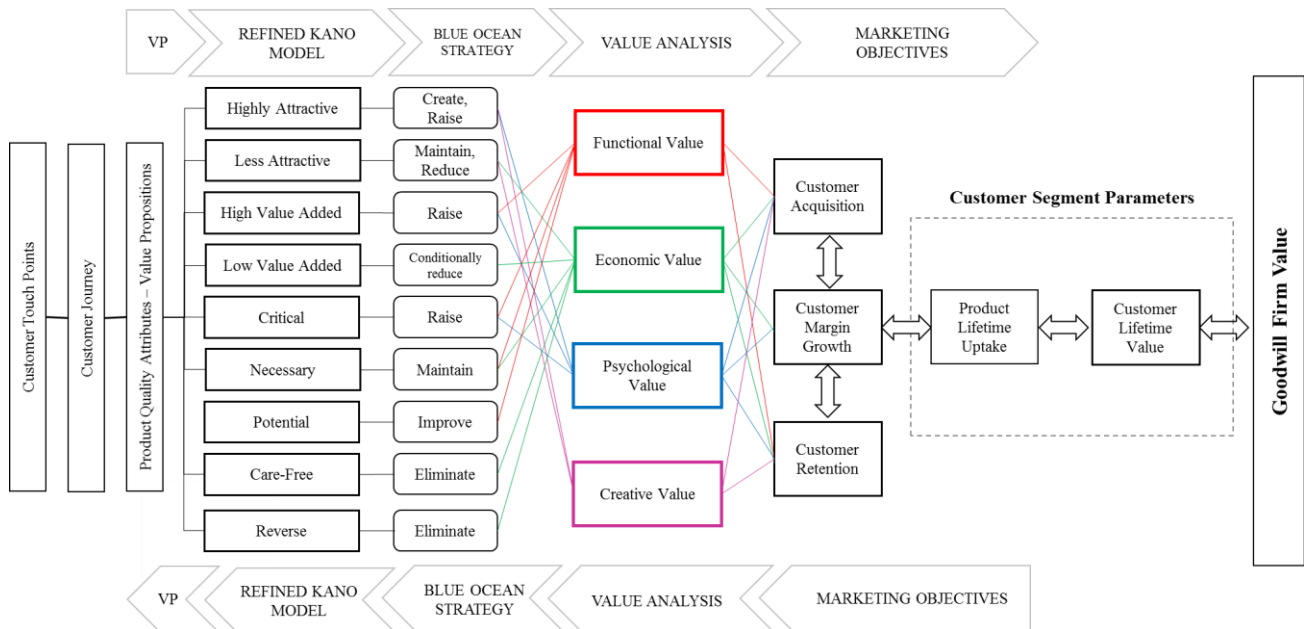 VP
REFINED KANO
MODEL
BLUE OCEAN
STRATEGY
VALUE ANALYSIS
MARKETING
OBJECTIVES
Customer Touch Points
Customer Journey
Product Quality Attributes – Value Propositions
Highly Attractive
Less Attractive
High Value Added
Low Value Added
Critical
Necessary
Potential
Care-Free
Reverse
Create,
Raise
Maintain,
Reduce
Raise
Conditionally
reduce
Raise
Maintain
Improve
Eliminate
Eliminate
Functional Value
Economic Value
Psychological
Value
Creative Value
Customer
Acquisition
Customer
Margin
Growth
Customer
Retention
Customer Segment Parameters
Product
Lifetime
Uptake
Customer
Lifetime
Value
Goodwill Firm Value
VP
REFINED KANO
MODEL
BLUE OCEAN
STRATEGY
VALUE ANALYSIS
MARKETING OBJECTIVES